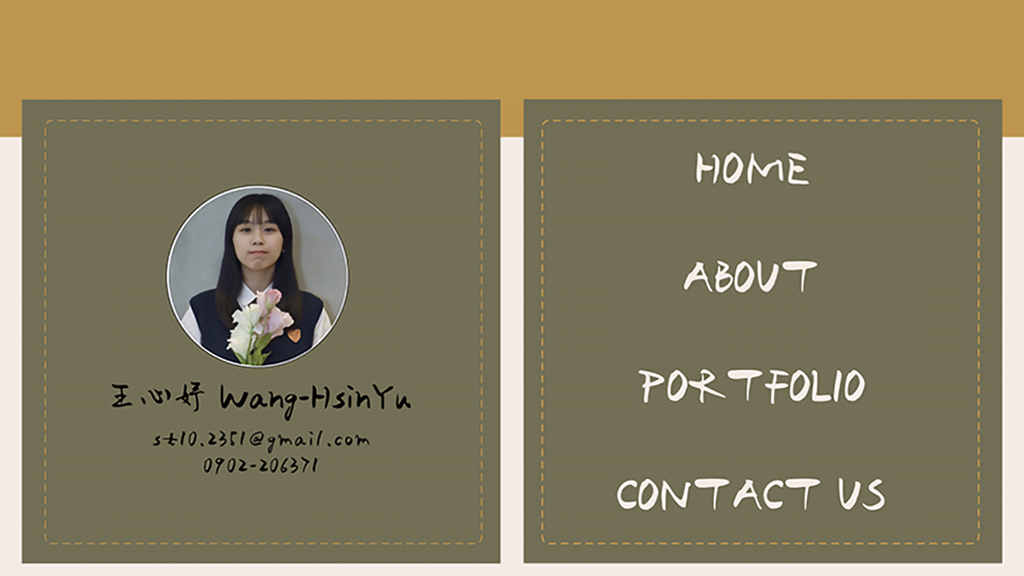 王心妤 Wang-HsinYu
st10.2351@gmail.com
0902-206371
HOME
ABOUT
PORTFOLIO
CONTACT US